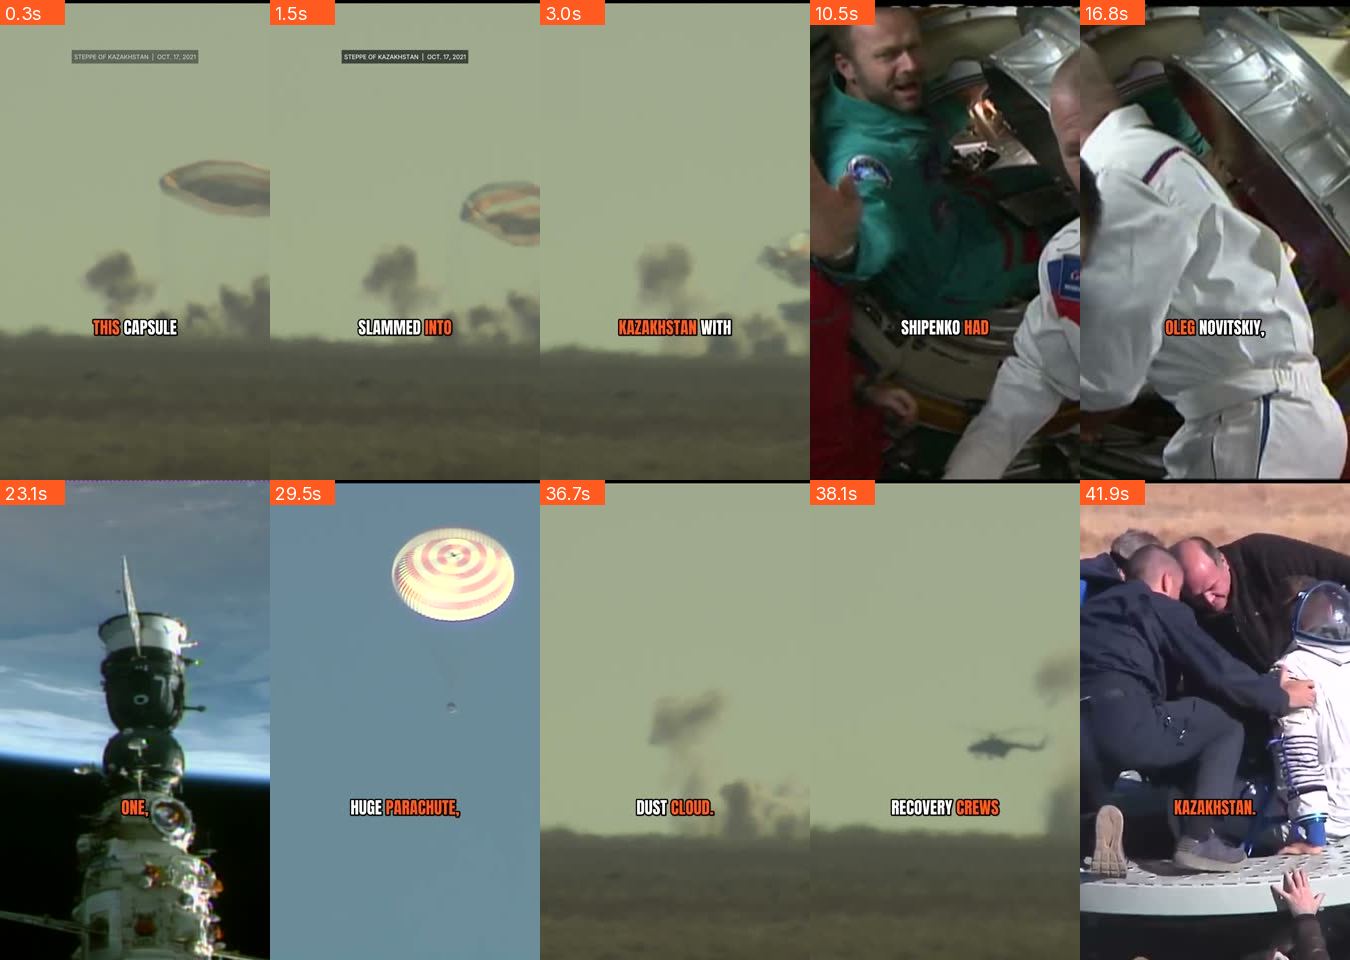 0.3s
STEPPE OF KAZAKHSTAN | OCT. 17, 2021
THIS CAPSULE
1.5s
STEPPE OF KAZAKHSTAN | OCT. 17, 2021
SLAMMED INTO
3.0s
KAZAKHSTAN WITH
10.5s
SHIPENKO HAD
16.8s
OLEG NOVITSKIY,
23.1s
ONE,
29.5s
HUGE PARACHUTE,
36.7s
DUST CLOUD.
38.1s
RECOVERY CREWS
41.9s
KAZAKHSTAN.